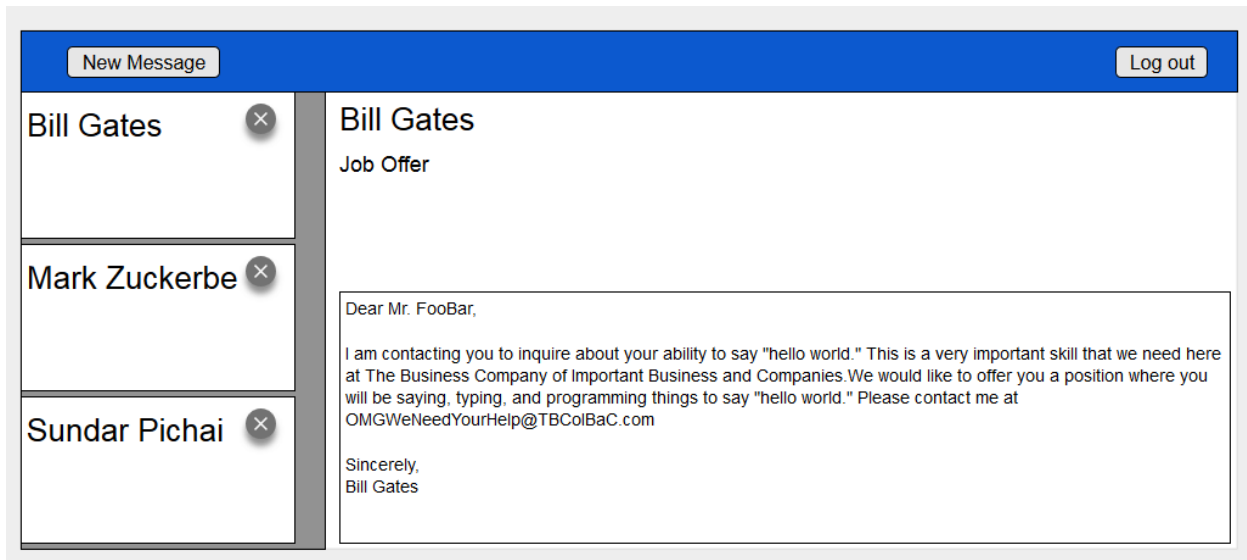 New Message
Log out
Bill Gates
Mark Zuckerbe
Sundar Pichai
Bill Gates
Job Offer
Dear Mr. FooBar,
I am contacting you to inquire about your ability to say "hello world." This is a very important skill that we need here
at The Business Company of Important Business and Companies.We would like to offer you a position where you
will be saying, typing, and programming things to say "hello world." Please contact me at
OMGWeNeedYourHelp@TBCoIBaC.com
Sincerely,
Bill Gates